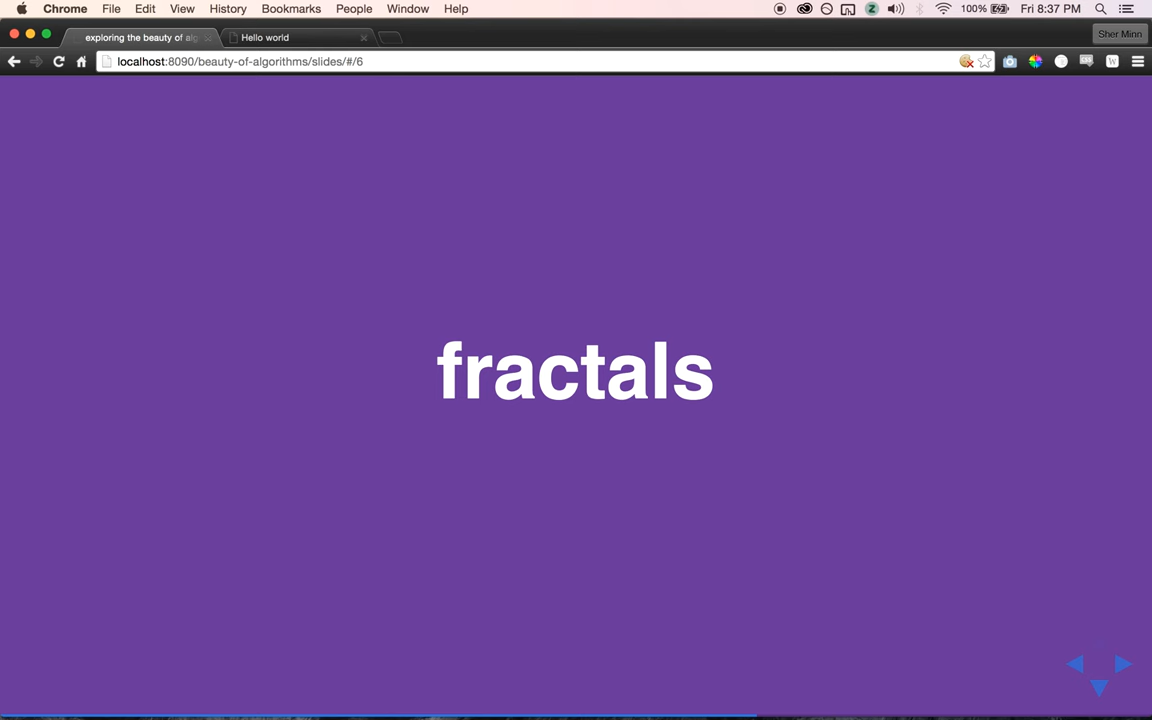 Chrome File Edit View History Bookmarks People Window Help 100% Fri 8:37 PM
exploring the beauty of alg Hello world Sher Minn
localhost:8090/beauty-of-algorithms/slides/#/6
fractals